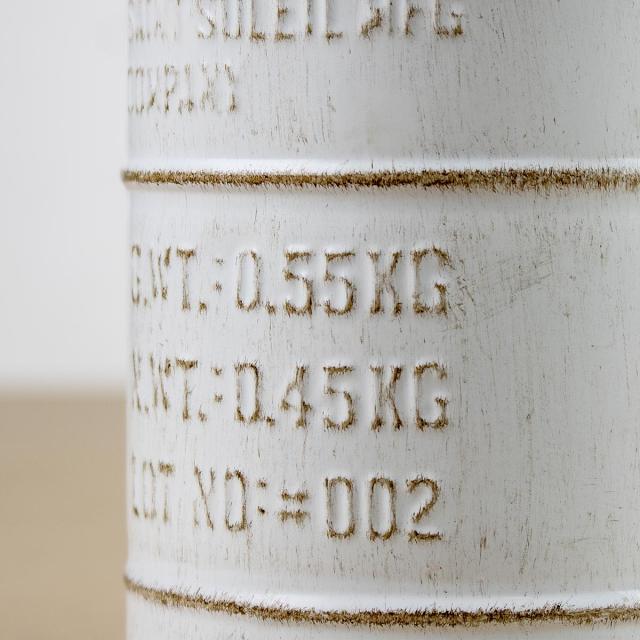 SOLEIL MFG
COMPANY
G.WT.:0.55KG
N.WT.:0.45KG
LOT NO:=002